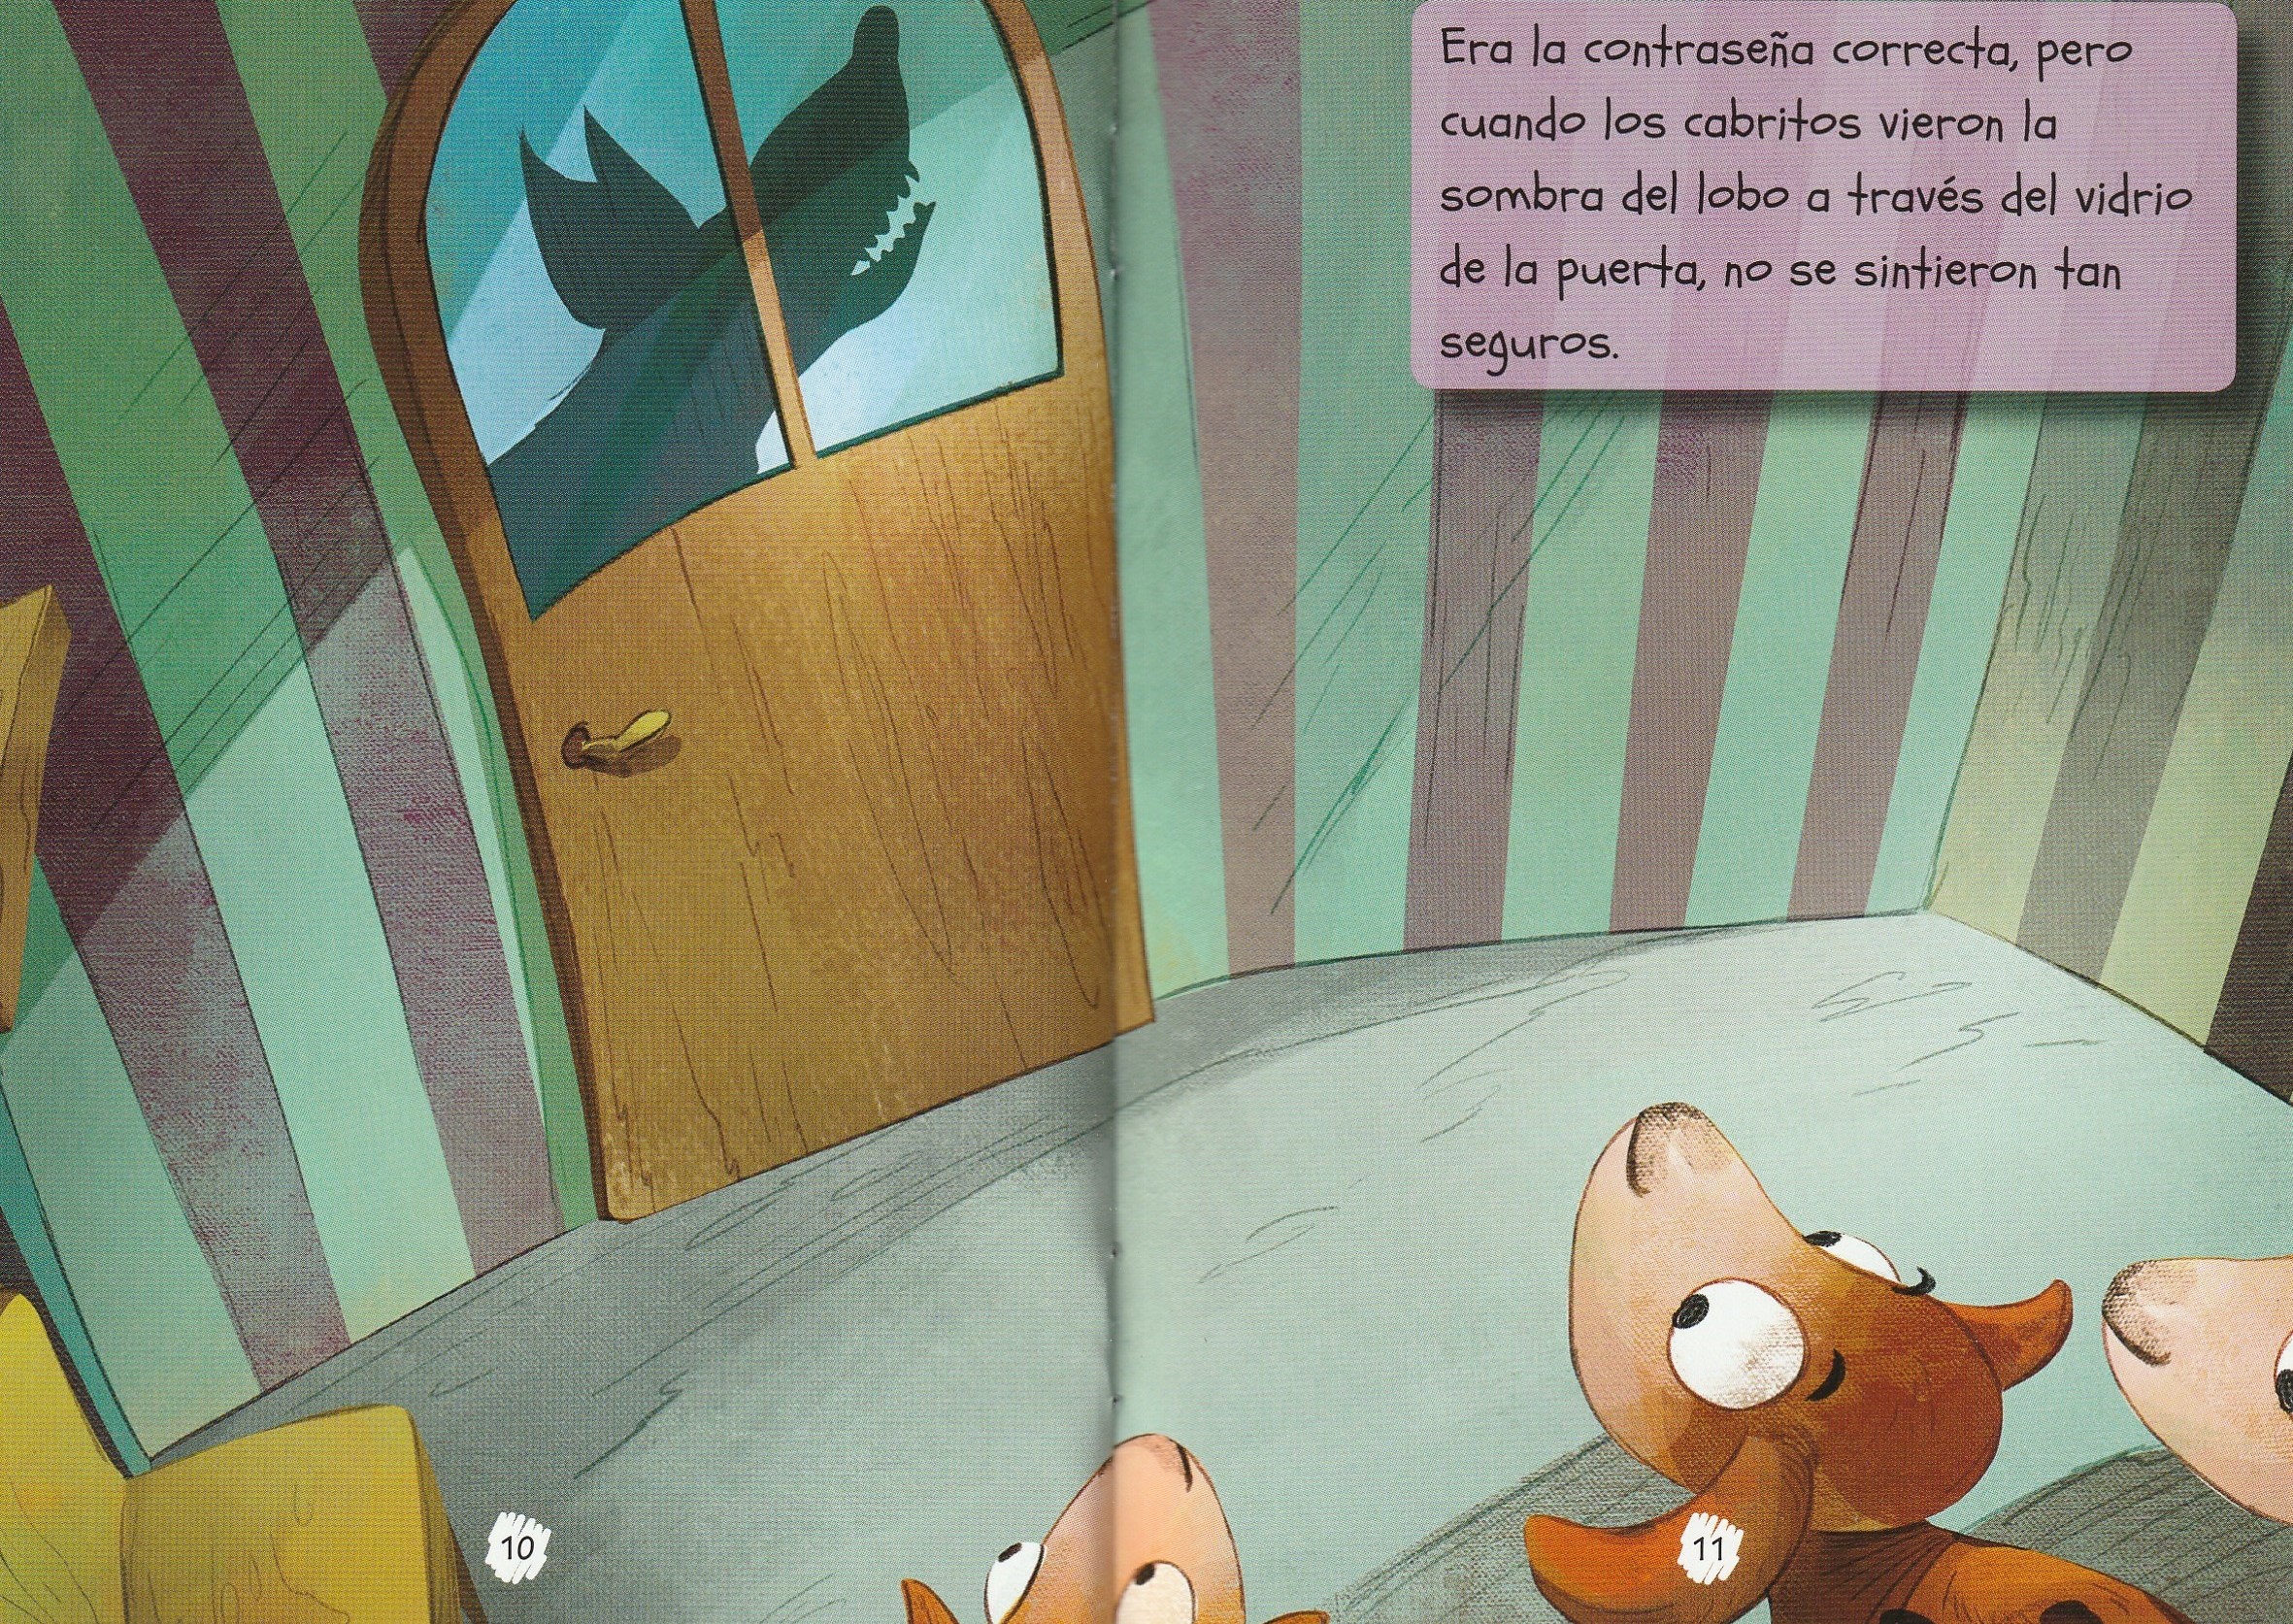 Era la contraseña correcta, pero
cuando los cabritos vieron la
sombra del lobo a través del vidrio
de la puerta, no se sintieron tan
seguros.
10
11